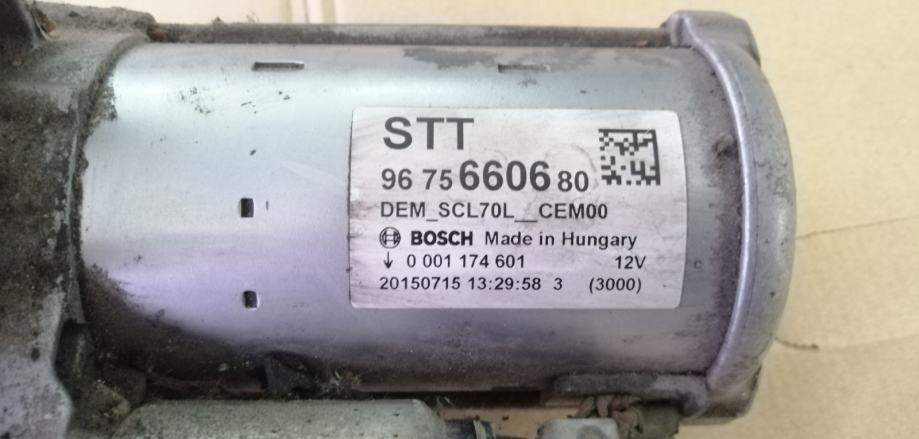 STT
96 75 6606 80
DEM_SCL70L__CEM00
BOSCH Made in Hungary
↓ 0 001 174 601 12V
20150715 13:29:58 3 (3000)